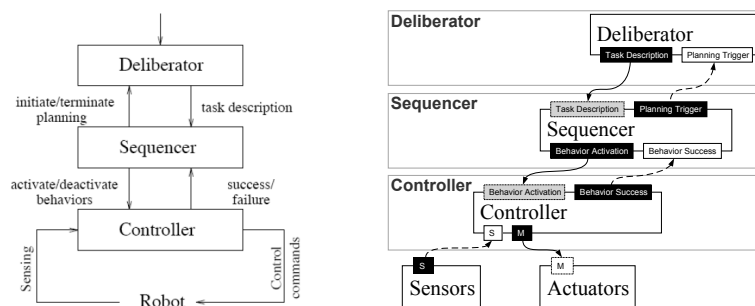 Deliberator
initiate/terminate
planning
task description
Sequencer
activate/deactivate
behaviors
success/
failure
Controller
Sensing
Control
commands
Robot
Deliberator
Deliberator
Task Description
Planning Trigger
Sequencer
Task Description
Planning Trigger
Sequencer
Behavior Activation
Behavior Success
Controller
Behavior Activation
Behavior Success
Controller
S
M
S
M
Sensors
Actuators